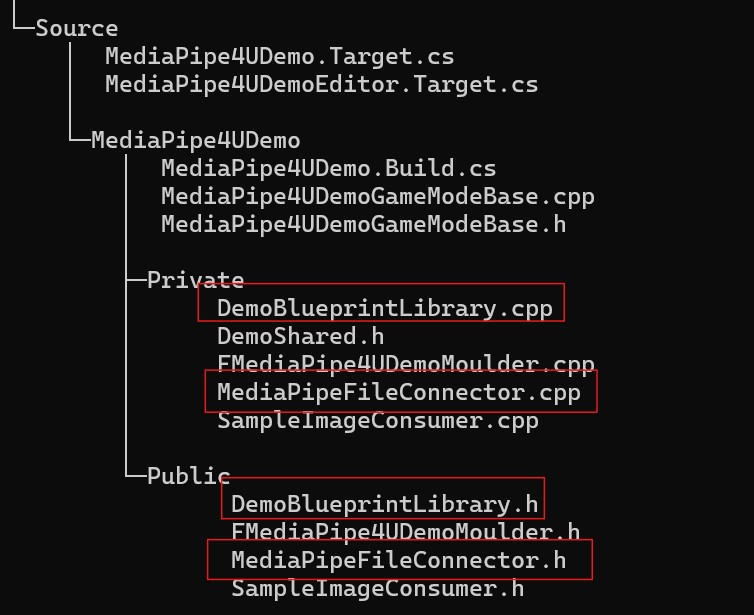 Source
MediaPipe4UDemo.Target.cs
MediaPipe4UDemoEditor.Target.cs
MediaPipe4UDemo
MediaPipe4UDemo.Build.cs
MediaPipe4UDemoGameModeBase.cpp
MediaPipe4UDemoGameModeBase.h
Private
DemoBlueprintLibrary.cpp
DemoShared.h
FMediaPipe4UDemoMoulder.cpp
MediaPipeFileConnector.cpp
SampleImageConsumer.cpp
Public
DemoBlueprintLibrary.h
FMediaPipe4UDemoMoulder.h
MediaPipeFileConnector.h
SampleImageConsumer.h